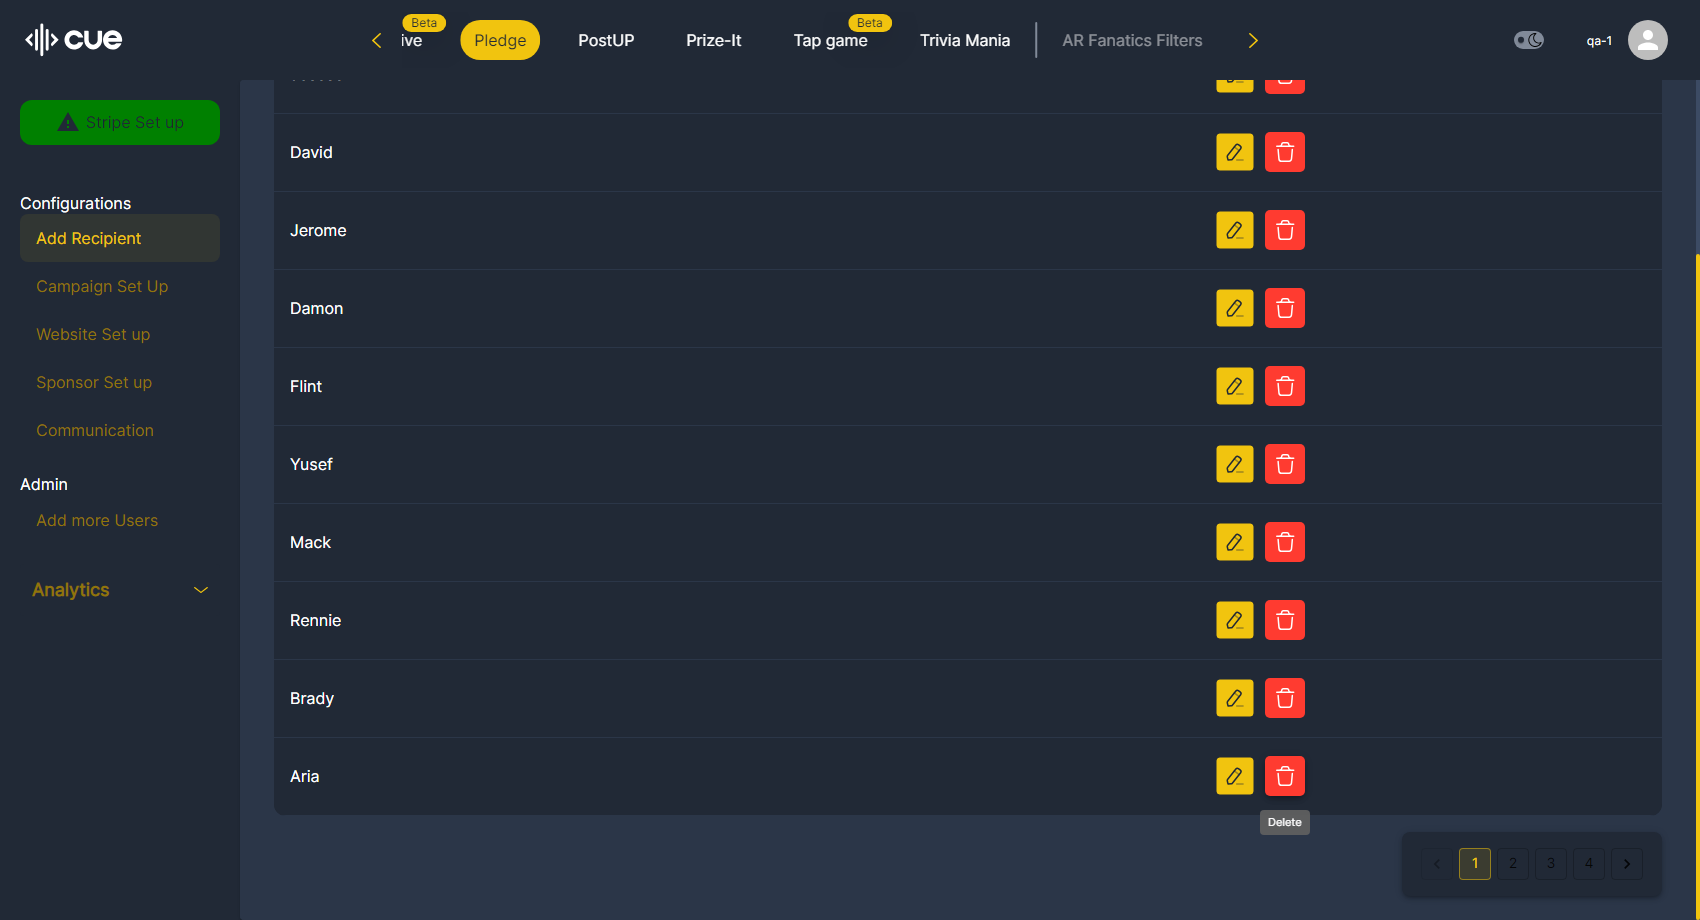 cue
Beta
ive
Pledge
PostUP
Prize-It
Beta
Tap game
Trivia Mania
AR Fanatics Filters
qa-1
Stripe Set up
Configurations
Add Recipient
Campaign Set Up
Website Set up
Sponsor Set up
Communication
Admin
Add more Users
Analytics
David
Jerome
Damon
Flint
Yusef
Mack
Rennie
Brady
Aria
Delete
1 2 3 4